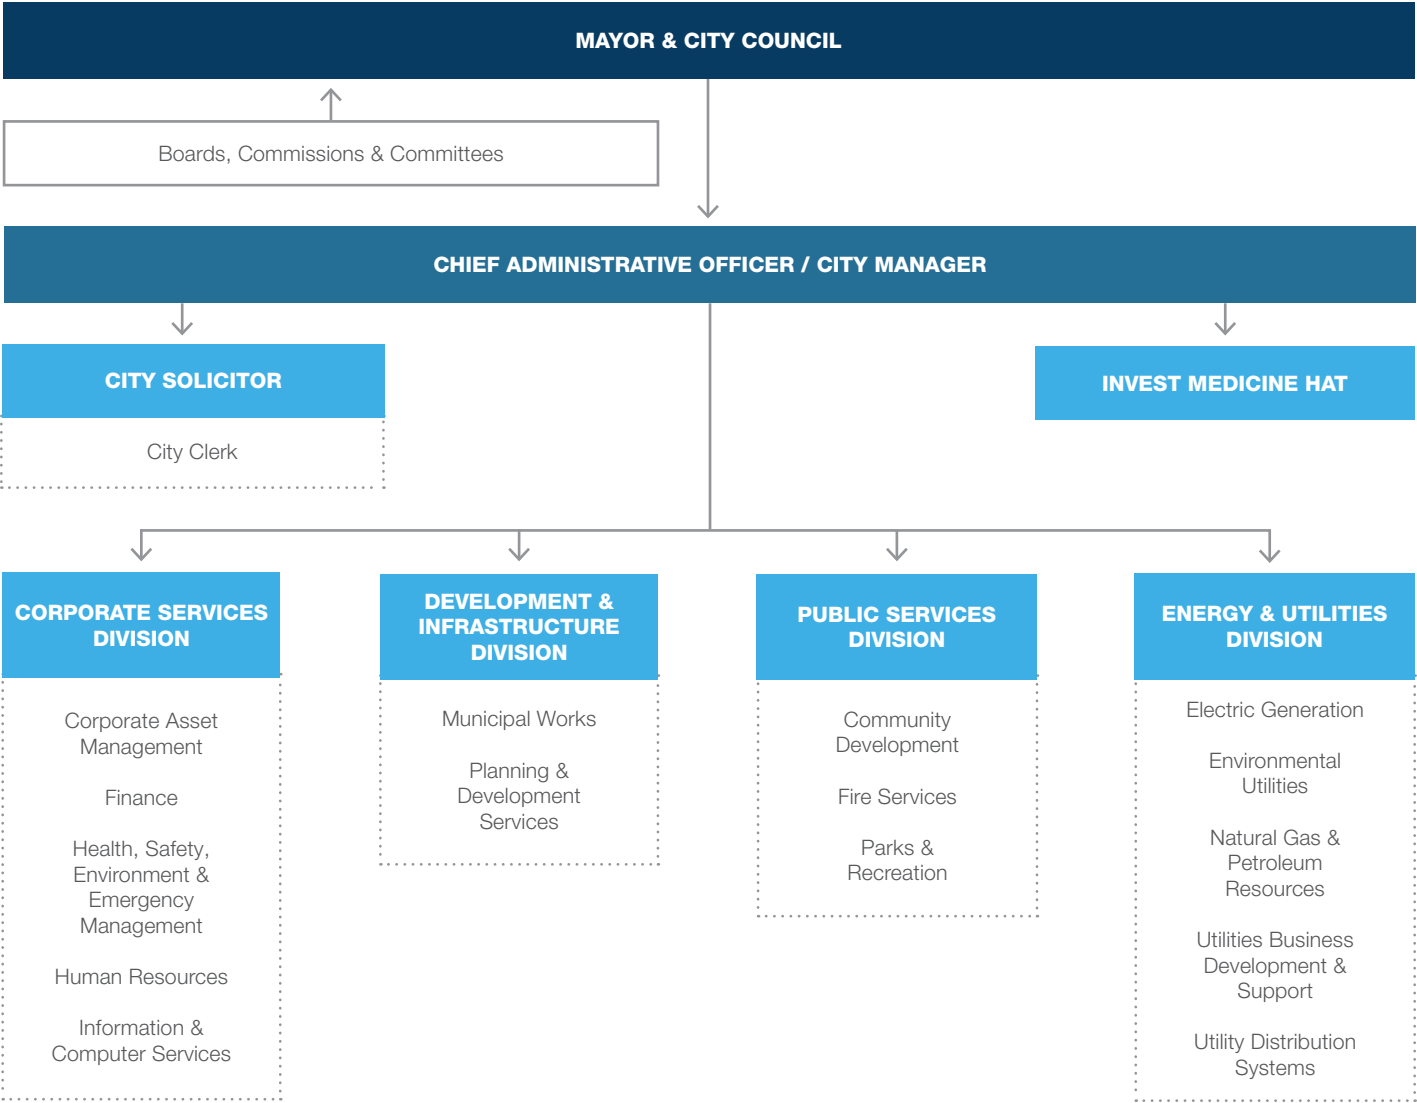 MAYOR & CITY COUNCIL
Boards, Commissions & Committees
CHIEF ADMINISTRATIVE OFFICER / CITY MANAGER
CITY SOLICITOR
City Clerk
INVEST MEDICINE HAT
CORPORATE SERVICES
DIVISION
Corporate Asset
Management
Finance
Health, Safety,
Environment &
Emergency
Management
Human Resources
Information &
Computer Services
DEVELOPMENT &
INFRASTRUCTURE
DIVISION
Municipal Works
Planning &
Development
Services
PUBLIC SERVICES
DIVISION
Community
Development
Fire Services
Parks &
Recreation
ENERGY & UTILITIES
DIVISION
Electric Generation
Environmental
Utilities
Natural Gas &
Petroleum
Resources
Utilities Business
Development &
Support
Utility Distribution
Systems